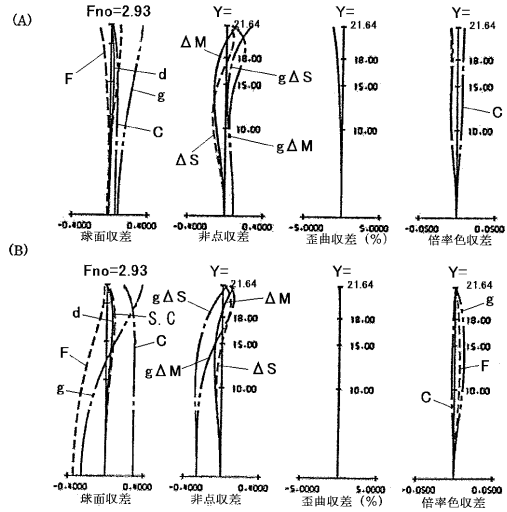 (A)
Fno=2.93 Y= Y= Y=
21.64 21.64 21.64
F d g C
ΔM gΔS ΔS gΔM
18.00 18.00 18.00
15.00 15.00 15.00
10.00 10.00 10.00
C
-0.4000 0.4000 -0.4000 0.4000 -5.0000 5.0000 -0.0500 0.0500
球面収差 非点収差 歪曲収差 (%) 倍率色収差
(B)
Fno=2.93 Y= Y= Y=
21.64 21.64 21.64
d S.C F C g
gΔS ΔM gΔM ΔS
18.00 18.00 18.00
15.00 15.00 15.00
10.00 10.00 10.00
g F C
-0.4000 0.4000 -0.4000 0.4000 -5.0000 5.0000 -0.0500 0.0500
球面収差 非点収差 歪曲収差 (%) 倍率色収差